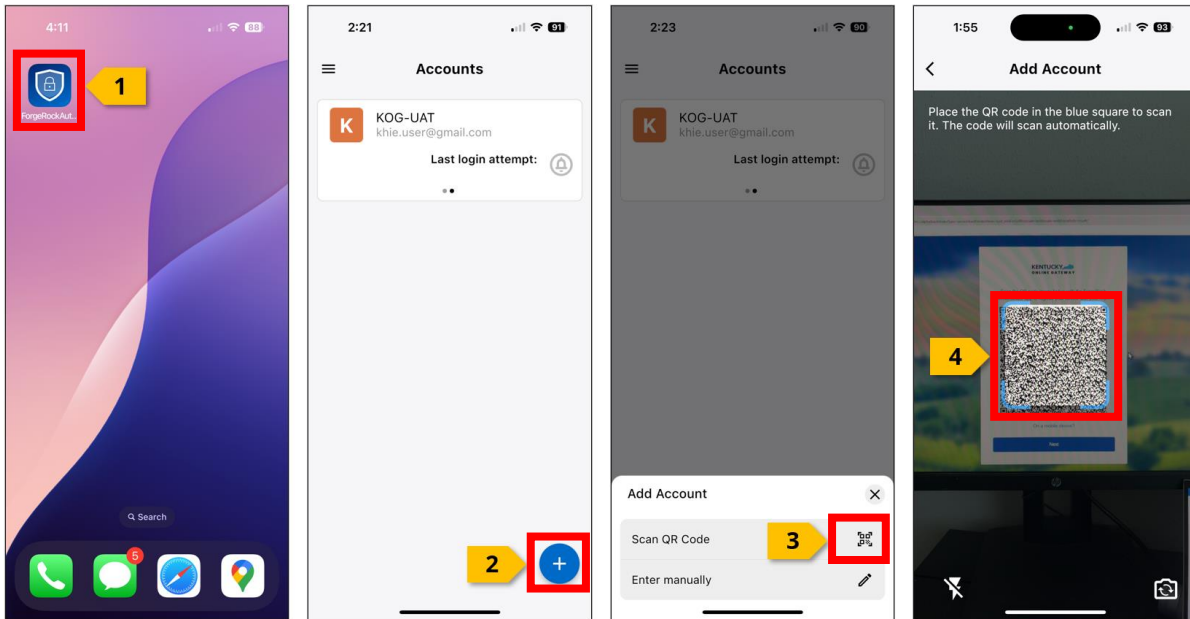 4:11
88
ForgeRockAut...
1
Search
5
2:21
91
Accounts
K
KOG-UAT
khie.user@gmail.com
Last login attempt:
2
+
2:23
90
Accounts
K
KOG-UAT
khie.user@gmail.com
Last login attempt:
Add Account
Scan QR Code
3
Enter manually
1:55
93
Add Account
Place the QR code in the blue square to scan
it. The code will scan automatically.
KENTUCKY
ONLINE GATEWAY
4
On a mobile device?
Next